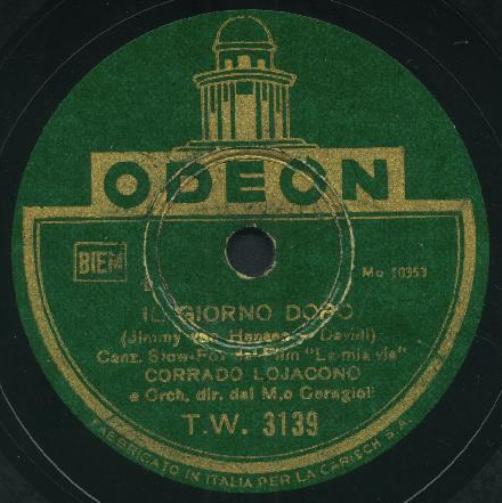 ODEON
BIEM
Mo 10353
IL GIORNO DOPO
(Jimmy van Heusen - Davidi)
Canz. Slow-Fox dal Film "La mia via"
CORRADO LOJACONO
e Orch. dir. dal M.o Ceragioli
T.W. 3139
FABBRICATO IN ITALIA PER LA CARISCH S.A.